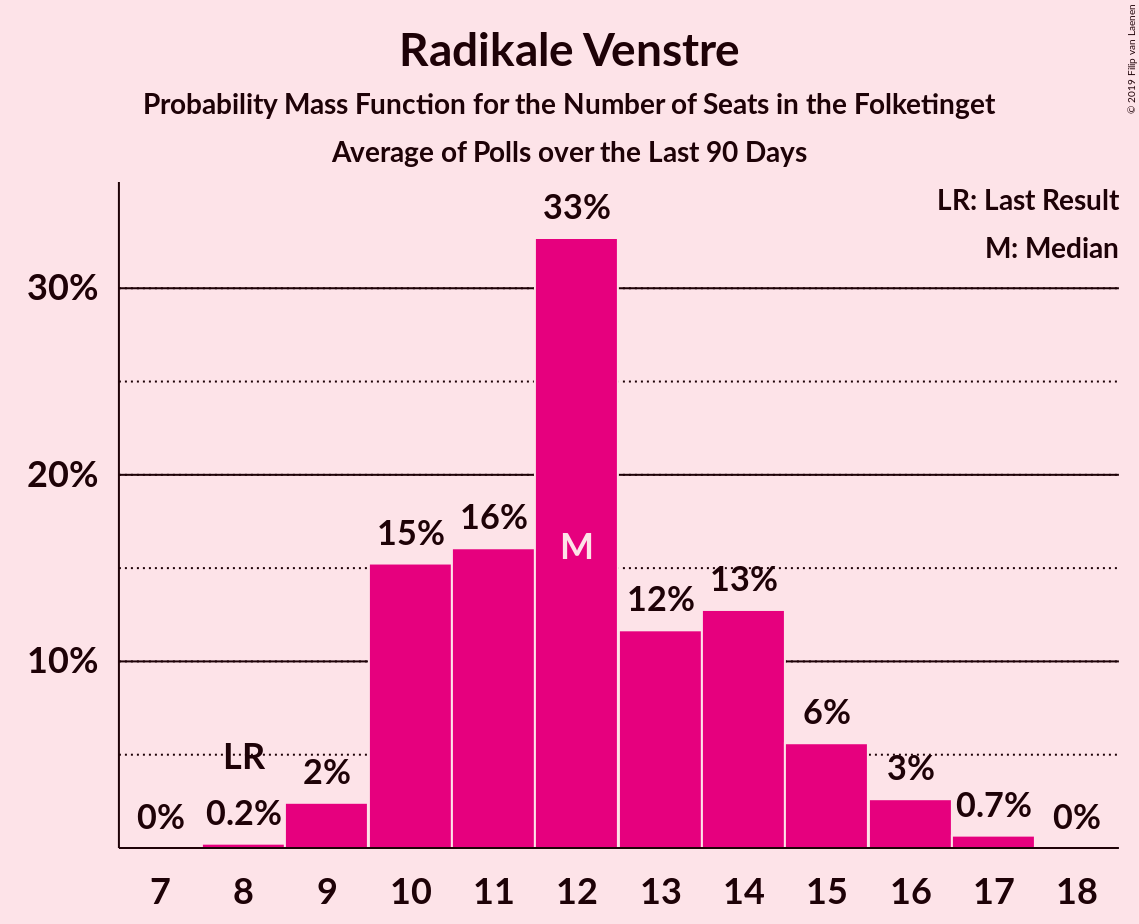 Radikale Venstre
Probability Mass Function for the Number of Seats in the Folketinget
Average of Polls over the Last 90 Days
© 2019 Filip van Laenen
LR: Last Result
M: Median
33%
30%
20%
16%
15%
M
13%
12%
10%
6%
LR
3%
2%
0.7%
0.2%
0%
0%
7 8 9 10 11 12 13 14 15 16 17 18